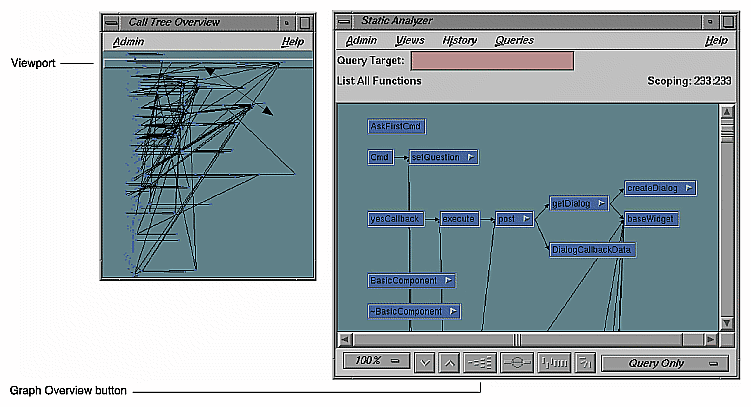 Call Tree Overview
Admin Help
Viewport
Static Analyzer
Admin Views History Queries Help
Query Target:
List All Functions Scoping: 233:233
AskFirstCmd
Cmd setQuestion
createDialog
getDialog
yesCallback execute post baseWidget
DialogCallbackData
BasicComponent
~BasicComponent
100% Query Only
Graph Overview button